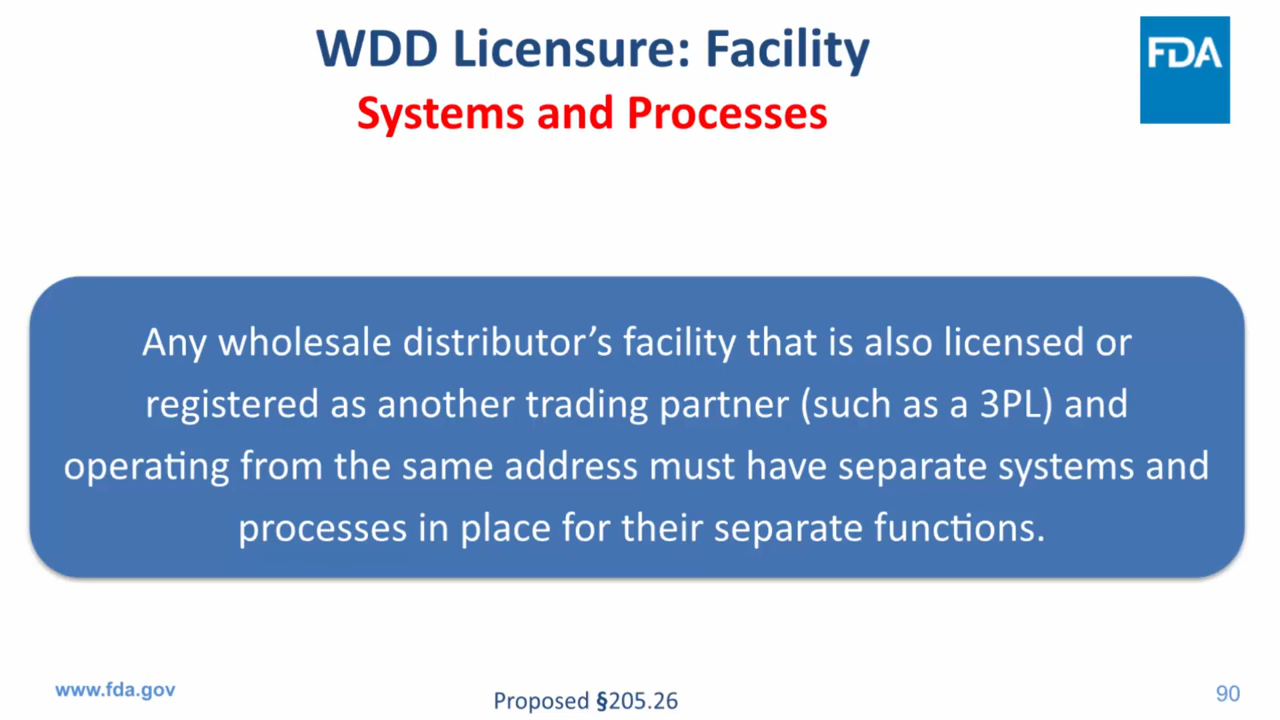 WDD Licensure: Facility
FDA
Systems and Processes
Any wholesale distributor’s facility that is also licensed or
registered as another trading partner (such as a 3PL) and
operating from the same address must have separate systems and
processes in place for their separate functions.
www.fda.gov
Proposed §205.26
90